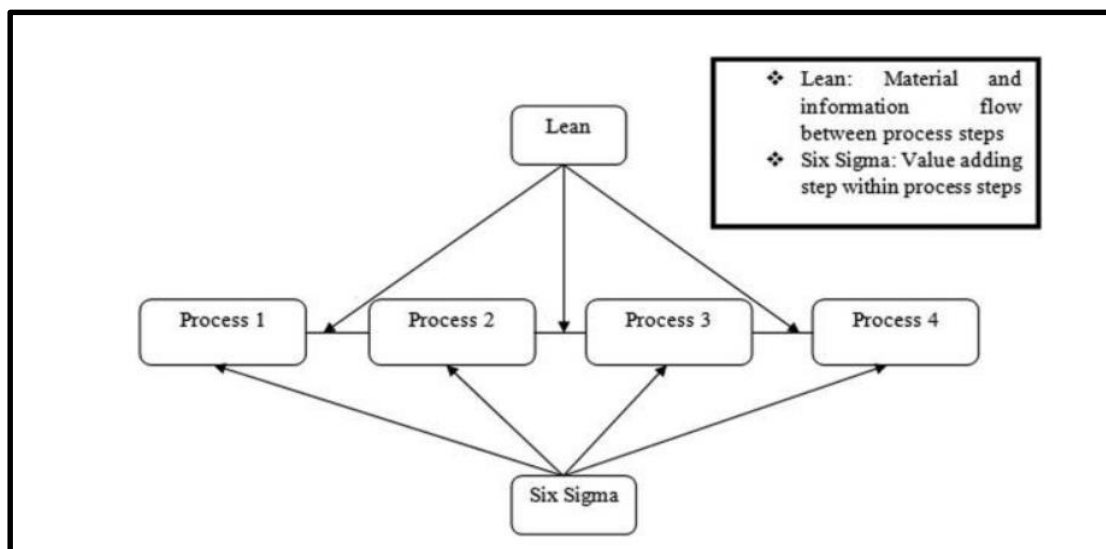 ❖ Lean: Material and
information flow
between process steps
❖ Six Sigma: Value adding
step within process steps
Lean
Process 1
Process 2
Process 3
Process 4
Six Sigma